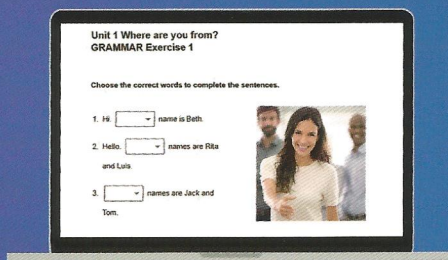 Unit 1 Where are you from?
GRAMMAR Exercise 1
Choose the correct words to complete the sentences.
1. Hi. name is Beth.
2. Hello. names are Rita
and Luis.
3. names are Jack and
Tom.